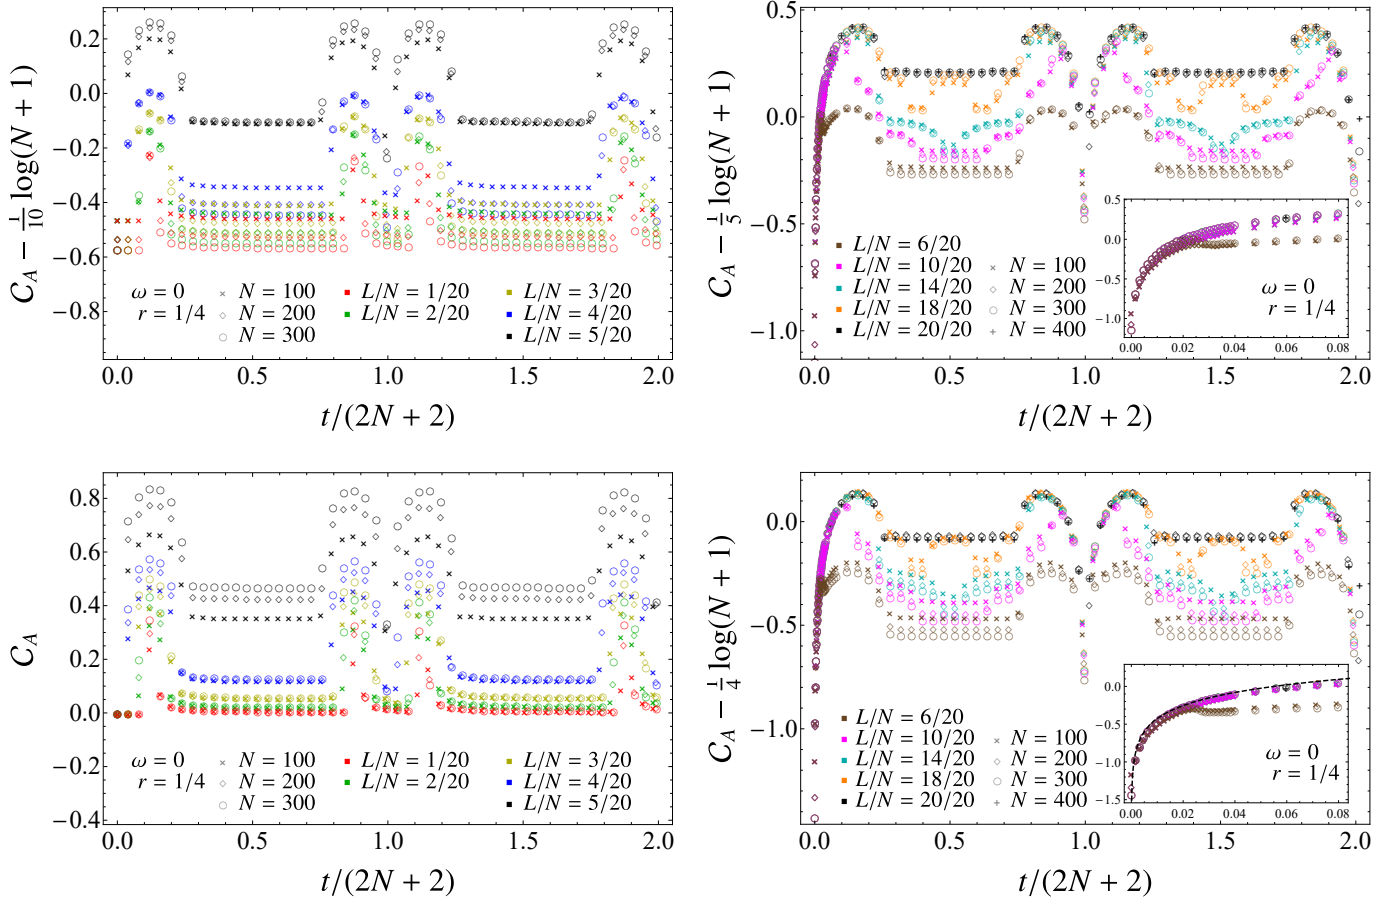 C_A − 1/10 log(N + 1)
0.2
0.0
−0.2
−0.4
−0.6
−0.8
ω = 0
r = 1/4
× N = 100
◇ N = 200
○ N = 300
■ L/N = 1/20
■ L/N = 2/20
■ L/N = 3/20
■ L/N = 4/20
■ L/N = 5/20
0.0 0.5 1.0 1.5 2.0
t/(2N + 2)
C_A − 1/5 log(N + 1)
0.5
0.0
−0.5
−1.0
■ L/N = 6/20
■ L/N = 10/20
■ L/N = 14/20
■ L/N = 18/20
■ L/N = 20/20
× N = 100
◇ N = 200
○ N = 300
+ N = 400
0.5
0.0
−0.5
−1.0
ω = 0
r = 1/4
0.00 0.02 0.04 0.06 0.08
0.0 0.5 1.0 1.5 2.0
t/(2N + 2)
C_A
0.8
0.6
0.4
0.2
0.0
−0.2
−0.4
ω = 0
r = 1/4
× N = 100
◇ N = 200
○ N = 300
■ L/N = 1/20
■ L/N = 2/20
■ L/N = 3/20
■ L/N = 4/20
■ L/N = 5/20
0.0 0.5 1.0 1.5 2.0
t/(2N + 2)
C_A − 1/4 log(N + 1)
0.0
−0.5
−1.0
■ L/N = 6/20
■ L/N = 10/20
■ L/N = 14/20
■ L/N = 18/20
■ L/N = 20/20
× N = 100
◇ N = 200
○ N = 300
+ N = 400
0.0
−0.5
−1.0
−1.5
ω = 0
r = 1/4
0.00 0.02 0.04 0.06 0.08
0.0 0.5 1.0 1.5 2.0
t/(2N + 2)